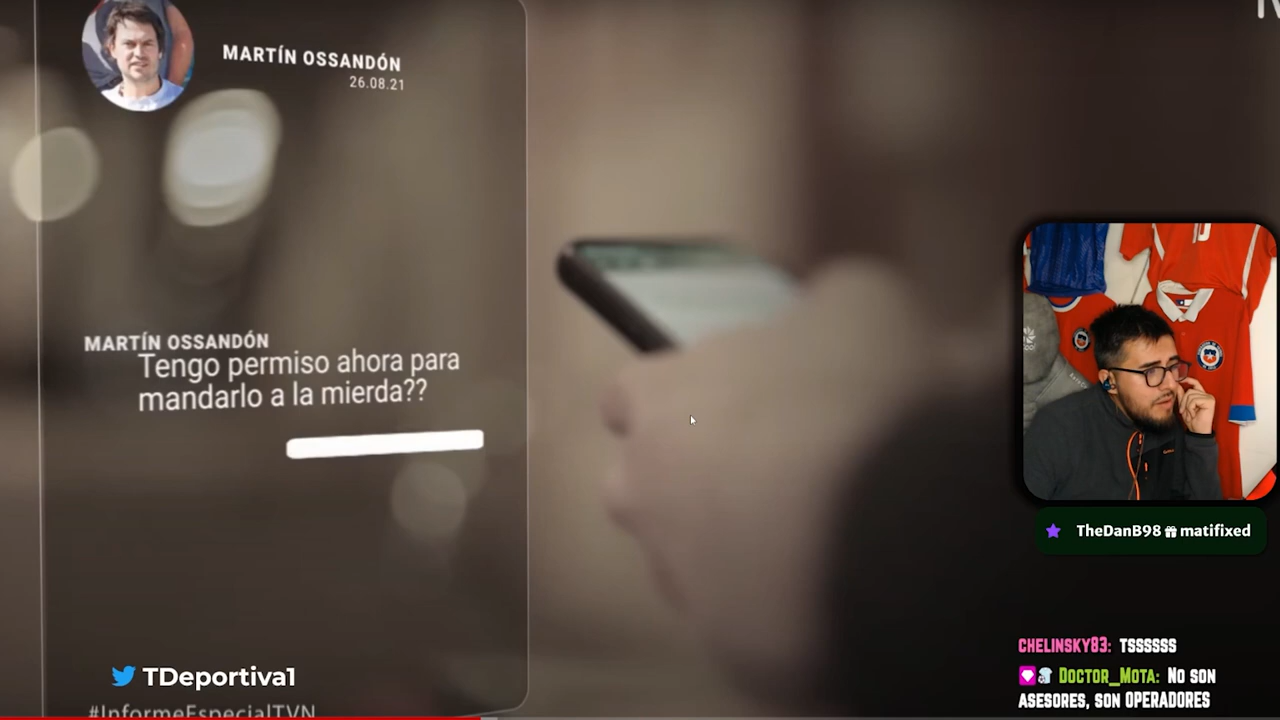 MARTÍN OSSANDÓN
26.08.21
MARTÍN OSSANDÓN
Tengo permiso ahora para
mandarlo a la mierda??
TheDanB98 matifixed
CHELINSKY83: TSSSSSS
DOCTOR_MOTA: NO SON
ASESORES, SON OPERADORES
TDeportiva1
#InformeEspecialTVN